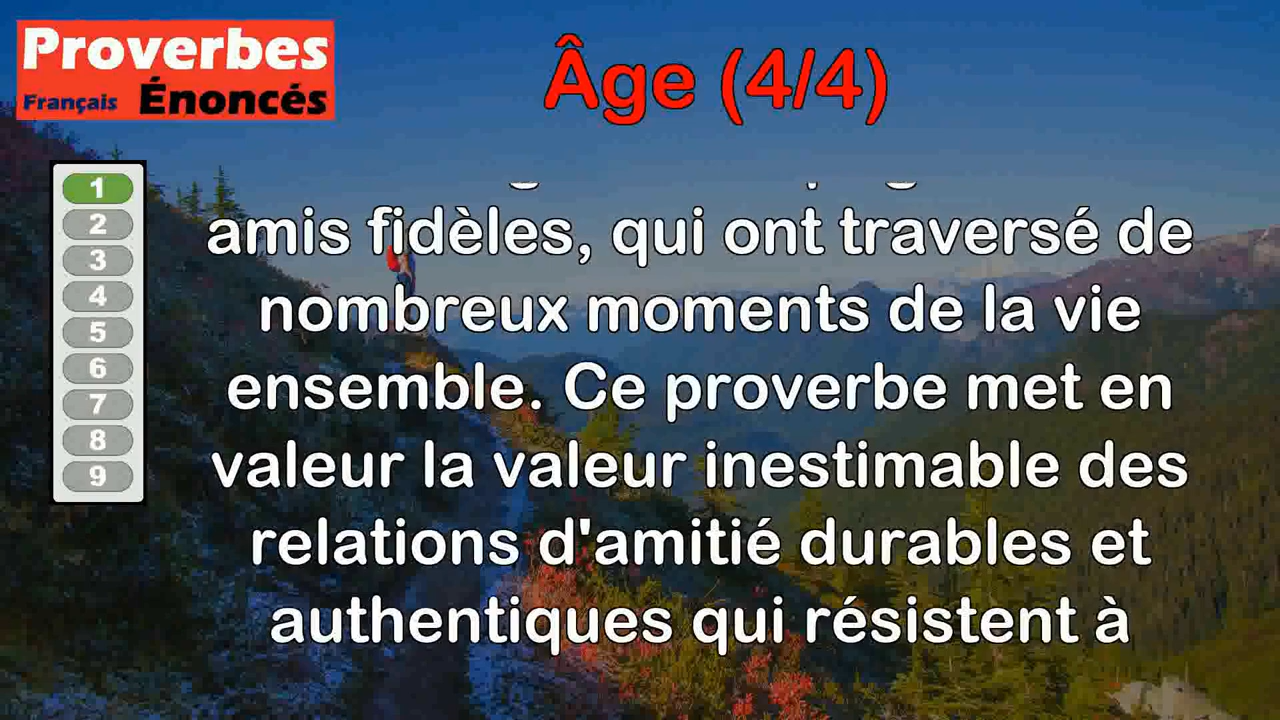 Proverbes
Français Énoncés
Âge (4/4)
1
2
3
4
5
6
7
8
9
amis fidèles, qui ont traversé de
nombreux moments de la vie
ensemble. Ce proverbe met en
valeur la valeur inestimable des
relations d'amitié durables et
authentiques qui résistent à